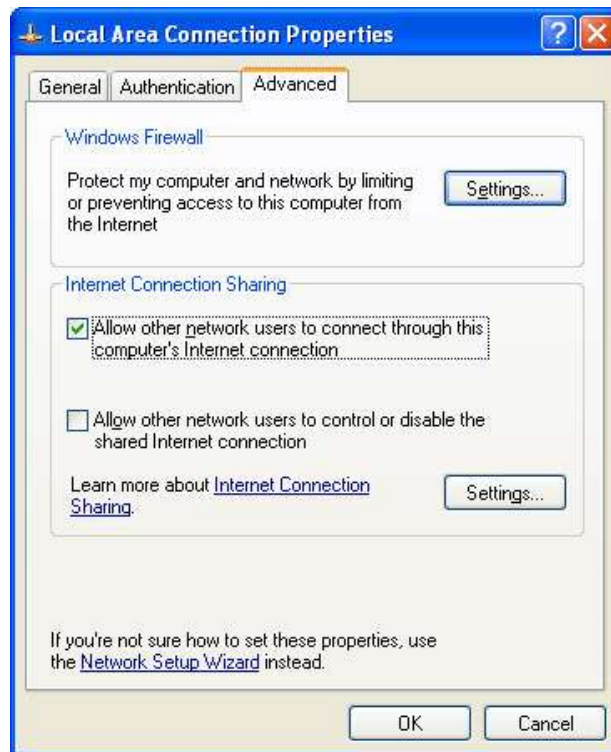 Local Area Connection Properties
General Authentication Advanced
Windows Firewall
Protect my computer and network by limiting
or preventing access to this computer from
the Internet
Settings...
Internet Connection Sharing
Allow other network users to connect through this
computer's Internet connection
Allow other network users to control or disable the
shared Internet connection
Learn more about Internet Connection
Sharing.
Settings...
If you're not sure how to set these properties, use
the Network Setup Wizard instead.
OK Cancel